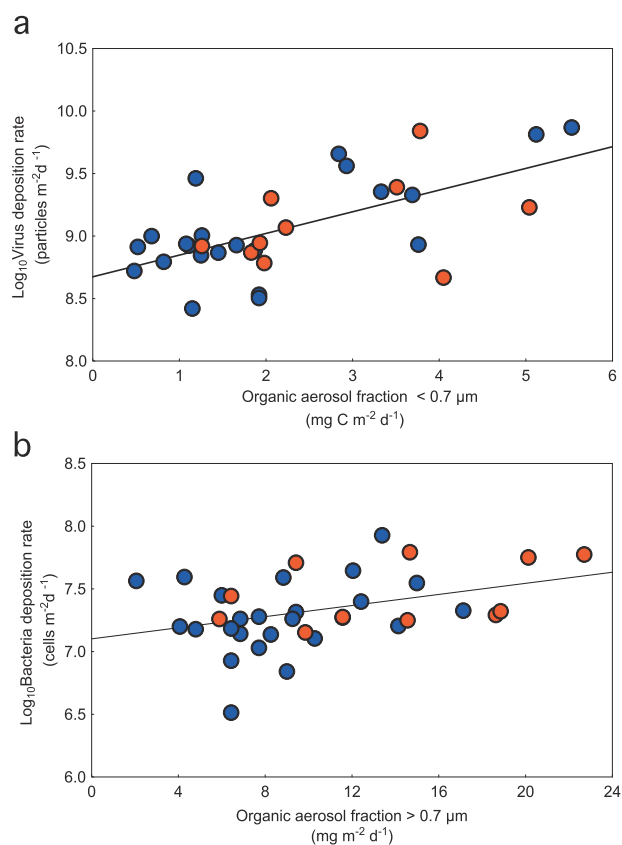 a
10.5
10.0
9.5
9.0
8.5
8.0
Log10Virus deposition rate
(particles m-2d -1)
0 1 2 3 4 5 6
Organic aerosol fraction < 0.7 µm
(mg C m-2 d-1)
b
8.5
8.0
7.5
7.0
6.5
6.0
Log10Bacteria deposition rate
(cells m-2d -1)
0 4 8 12 16 20 24
Organic aerosol fraction > 0.7 µm
(mg m-2 d-1)